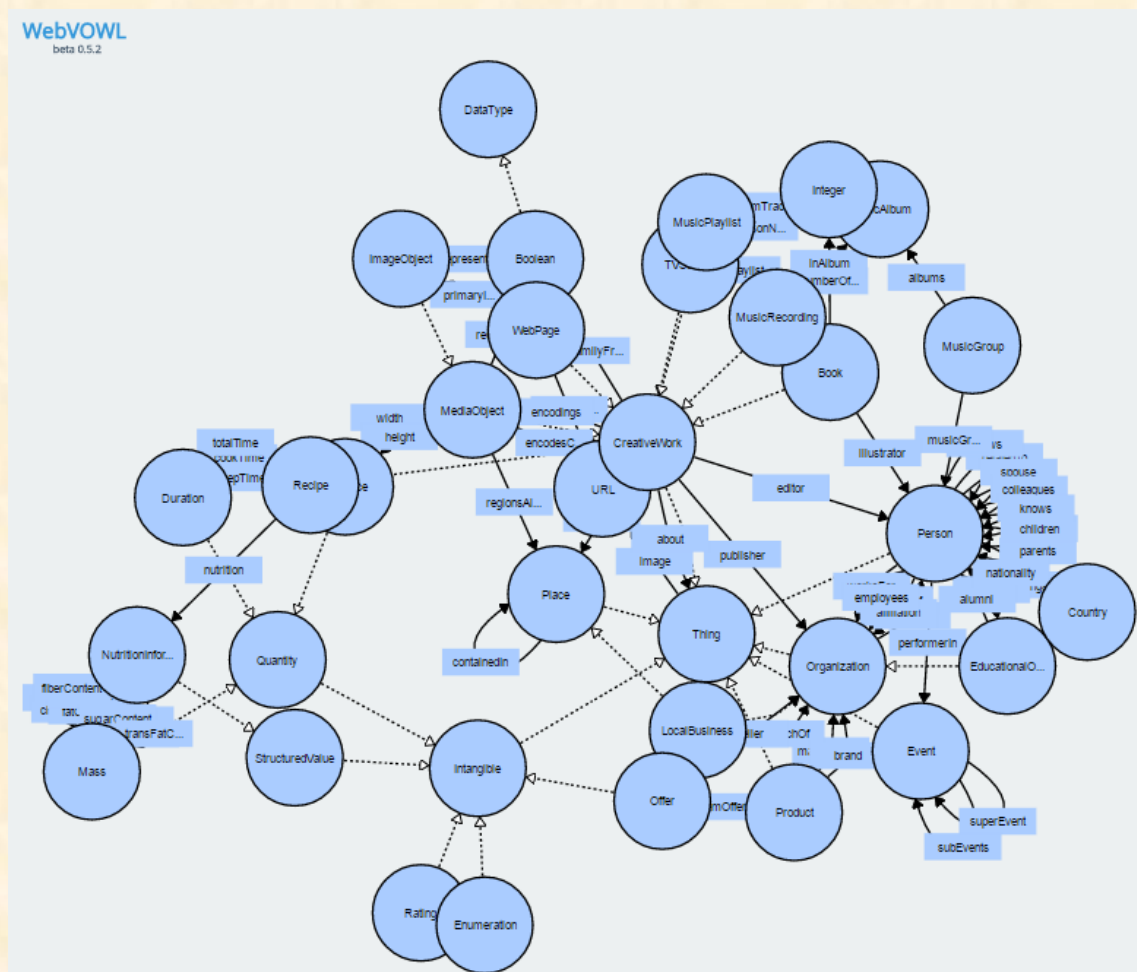 WebVOWL
beta 0.5.2
DataType
Integer
MusicPlaylist
albums
ImageObject
Boolean
inAlbum
primaryI...
WebPage
MusicRecording
MusicGroup
Book
MediaObject
encodings
width
height
CreativeWork
encodesC
totalTime
musicGr...
Illustrator
spouse
colleagues
knows
children
parents
Recipe
Duration
URL
editor
regionsAl...
Person
about
Image
publisher
nutrition
nationality
employees
alumni
Place
Country
Thing
performerIn
NutritionInfor...
Quantity
containedIn
Organization
EducationalO...
fiberContent
sugarContent
transFatC...
LocalBusiness
brand
Event
Mass
StructuredValue
Intangible
Offer
Product
superEvent
subEvents
Rating
Enumeration